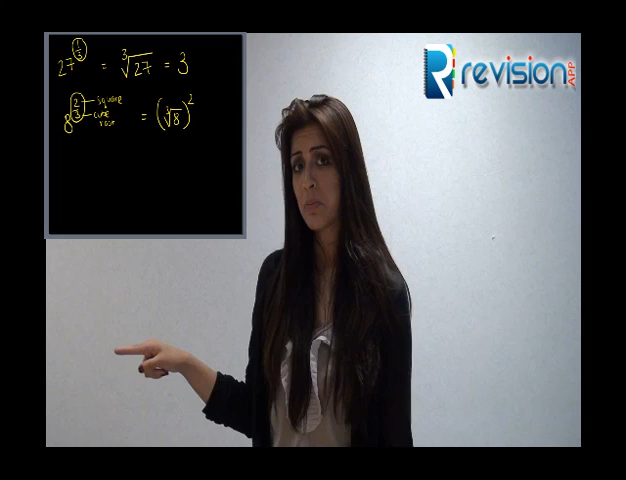 27^(1/3) = ∛27 = 3
8^(2/3) = (∛8)²
square
cube
root
revision APP